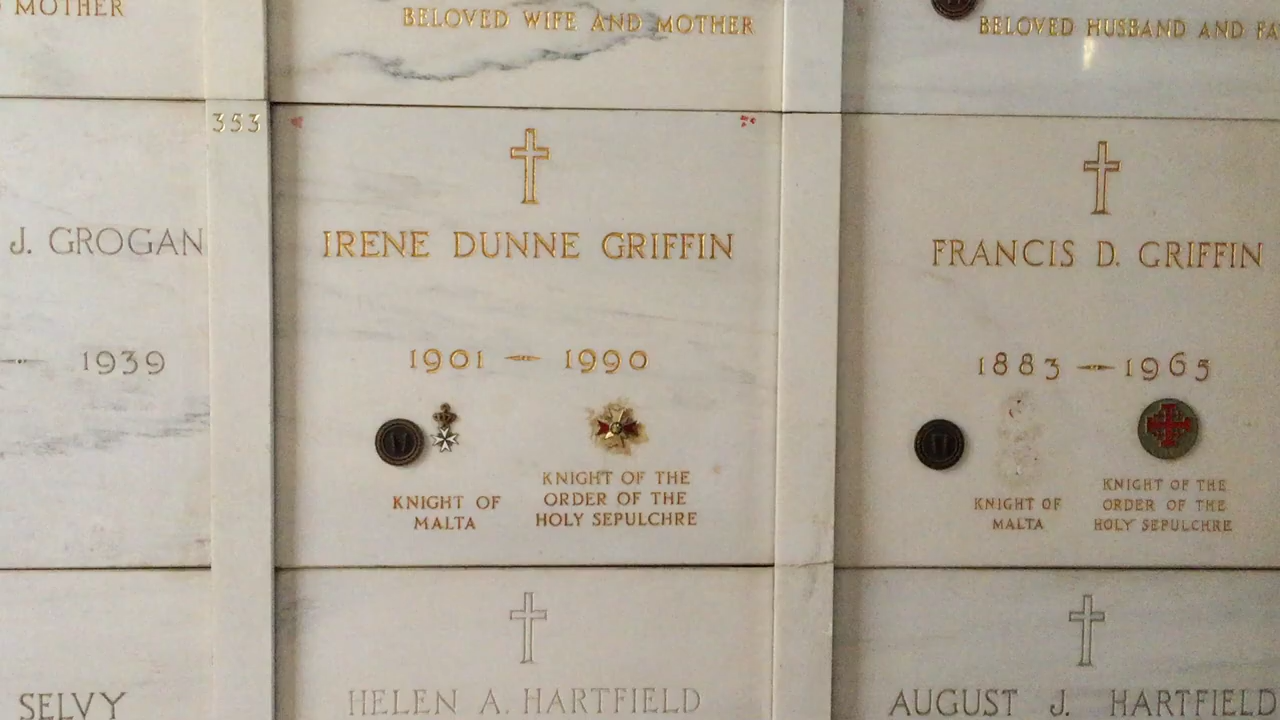 MOTHER
BELOVED WIFE AND MOTHER
BELOVED HUSBAND AND
353
J. GROGAN
1939
IRENE DUNNE GRIFFIN
1901 — 1990
KNIGHT OF
MALTA
KNIGHT OF THE
ORDER OF THE
HOLY SEPULCHRE
FRANCIS D. GRIFFIN
1883 — 1965
KNIGHT OF
MALTA
KNIGHT OF THE
ORDER OF THE
HOLY SEPULCHRE
SELVY
HELEN A. HARTFIELD
AUGUST J. HARTFIELD